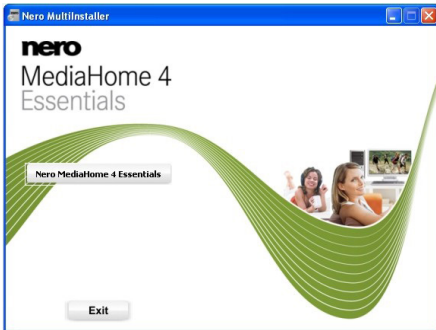 Nero MultiInstaller
nero
MediaHome 4
Essentials
Nero MediaHome 4 Essentials
Exit